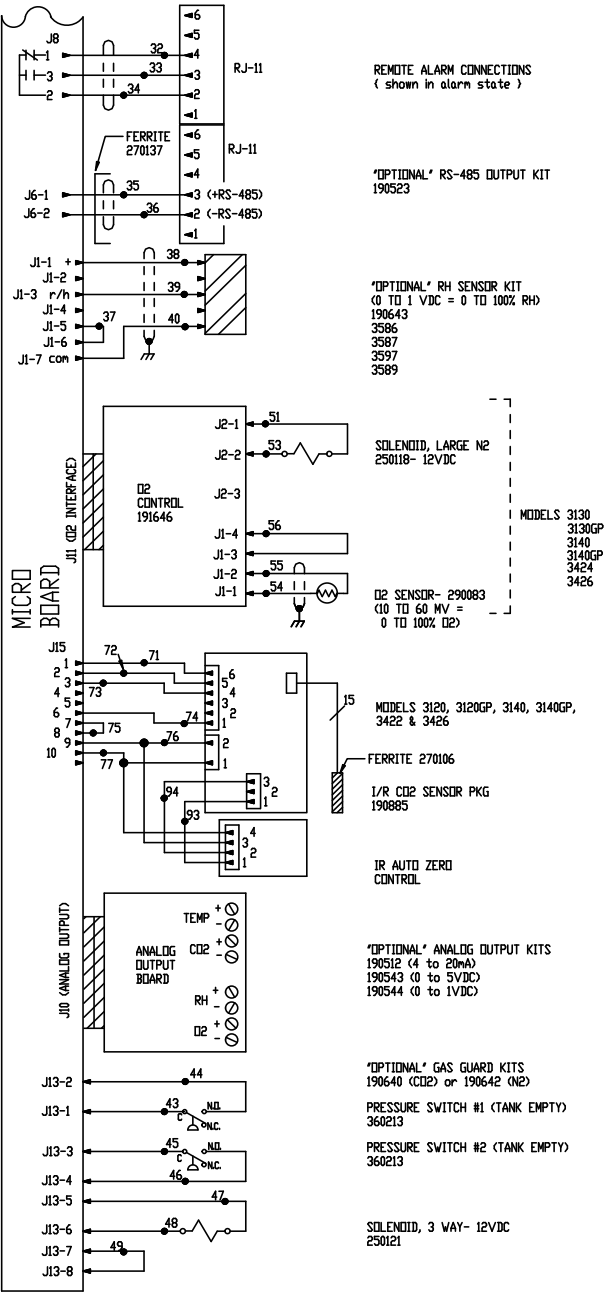 J8
1
3
2
32
33
34
6
5
4
3
2
1
RJ-11
REMOTE ALARM CONNECTIONS
( shown in alarm state )
FERRITE
270137
J6-1
J6-2
35
36
6
5
4
3 (+RS-485)
2 (-RS-485)
1
RJ-11
"OPTIONAL" RS-485 OUTPUT KIT
190523
J1-1 +
J1-2
J1-3 r/h
J1-4
J1-5
J1-6
J1-7 com
37
38
39
40
"OPTIONAL" RH SENSOR KIT
(0 TO 1 VDC = 0 TO 100% RH)
190643
3586
3587
3597
3589
J11 (O2 INTERFACE)
O2
CONTROL
191646
J2-1
J2-2
J2-3
J1-4
J1-3
J1-2
J1-1
51
53
56
55
54
SOLENOID, LARGE N2
250118- 12VDC
O2 SENSOR- 290083
(10 TO 60 MV =
0 TO 100% O2)
MODELS 3130
3130GP
3140
3140GP
3424
3426
MICRO
BOARD
J15
1
2
3
4
5
6
7
8
9
10
72
71
73
74
75
76
77
6
5
4
3
2
1
2
1
3
2
1
94
93
4
3
2
1
15
MODELS 3120, 3120GP, 3140, 3140GP,
3422 & 3426
FERRITE 270106
I/R CO2 SENSOR PKG
190885
IR AUTO ZERO
CONTROL
J10 (ANALOG OUTPUT)
ANALOG
OUTPUT
BOARD
TEMP + -
CO2 + -
RH + -
O2 + -
"OPTIONAL" ANALOG OUTPUT KITS
190512 (4 to 20mA)
190543 (0 to 5VDC)
190544 (0 to 1VDC)
J13-2
J13-1
J13-3
J13-4
J13-5
J13-6
J13-7
J13-8
44
43
C
N.O.
N.C.
45
C
N.O.
N.C.
46
47
48
49
"OPTIONAL" GAS GUARD KITS
190640 (CO2) or 190642 (N2)
PRESSURE SWITCH #1 (TANK EMPTY)
360213
PRESSURE SWITCH #2 (TANK EMPTY)
360213
SOLENOID, 3 WAY- 12VDC
250121